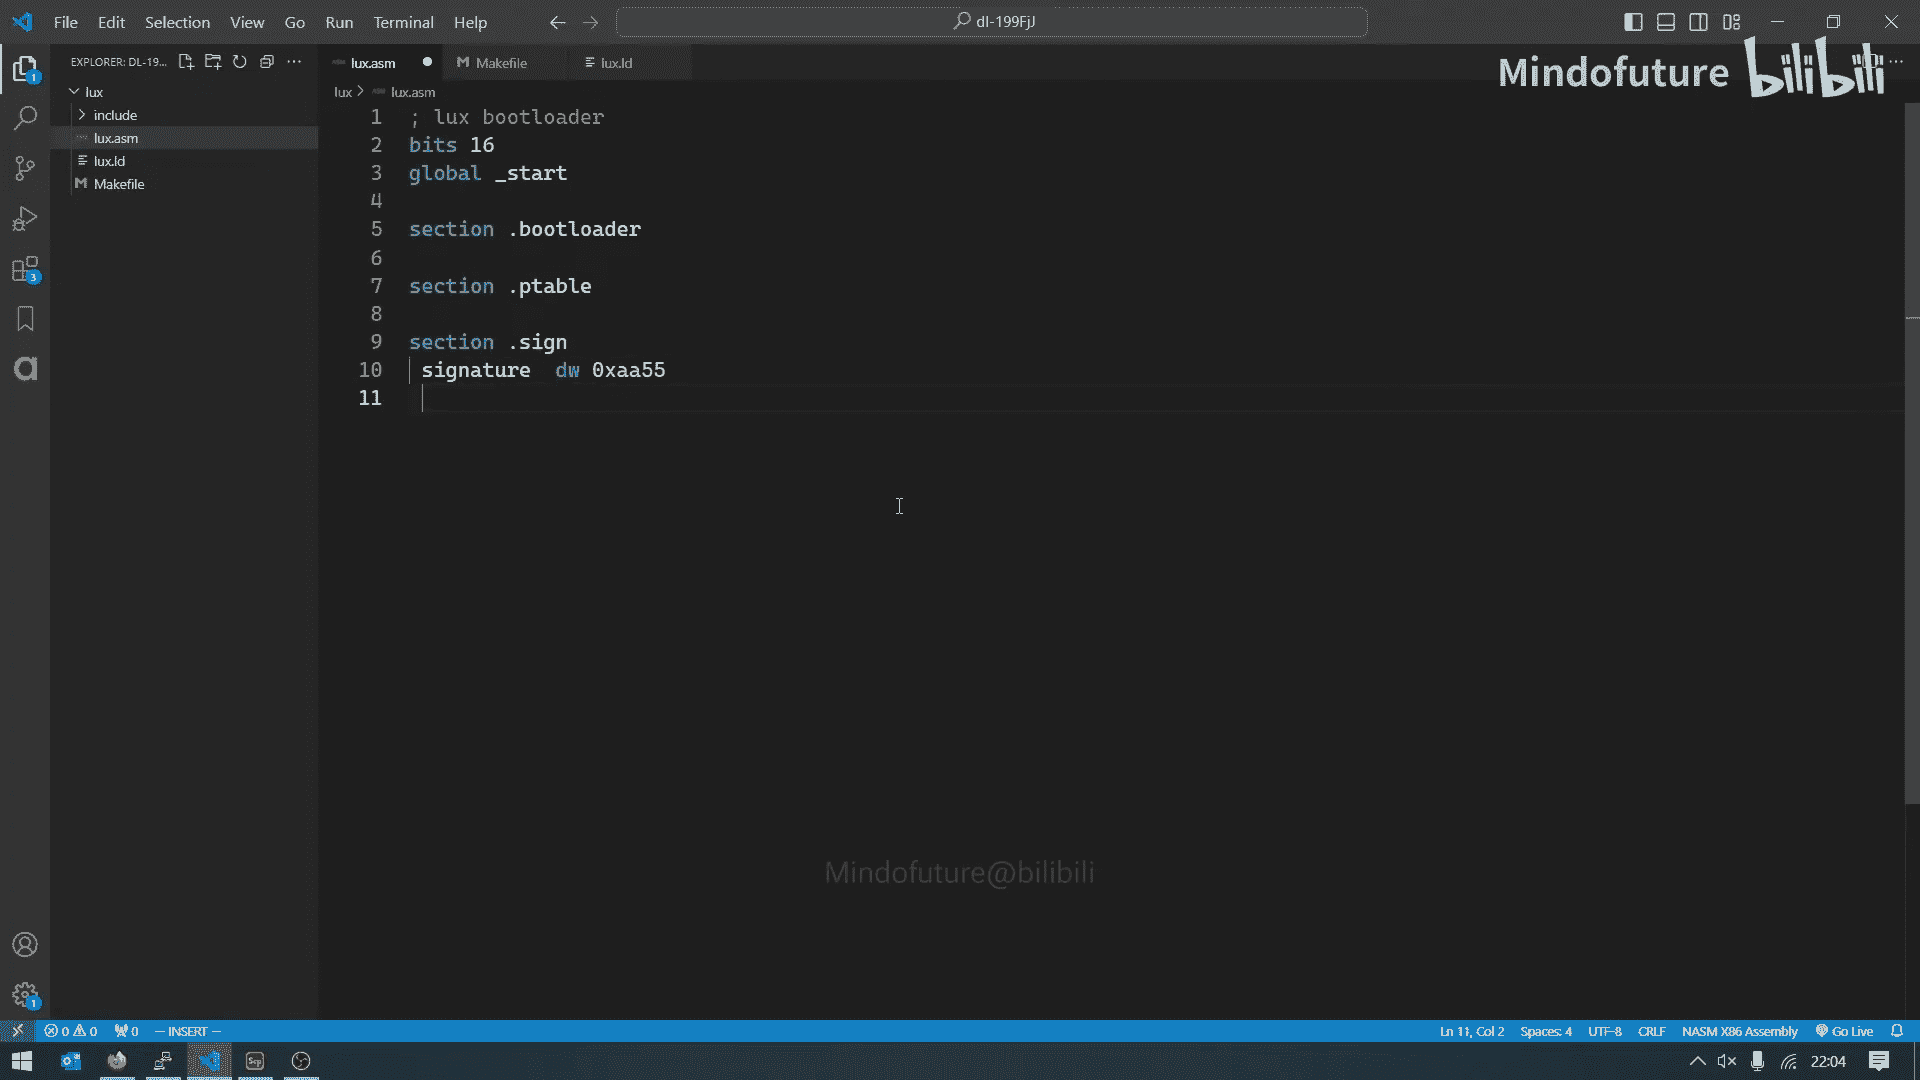 File Edit Selection View Go Run Terminal Help
dl-199FjJ
EXPLORER: DL-19...
lux.asm
Makefile
lux.ld
Mindofuture bilibili
lux
include
lux.asm
lux.ld
Makefile
lux > lux.asm
1 ; lux bootloader
2 bits 16
3 global _start
4
5 section .bootloader
6
7 section .ptable
8
9 section .sign
10 signature dw 0xaa55
11
Mindofuture@bilibili
1
3
1
0 0 0 -- INSERT --
Ln 11, Col 2 Spaces: 4 UTF-8 CRLF NASM X86 Assembly Go Live
22:04